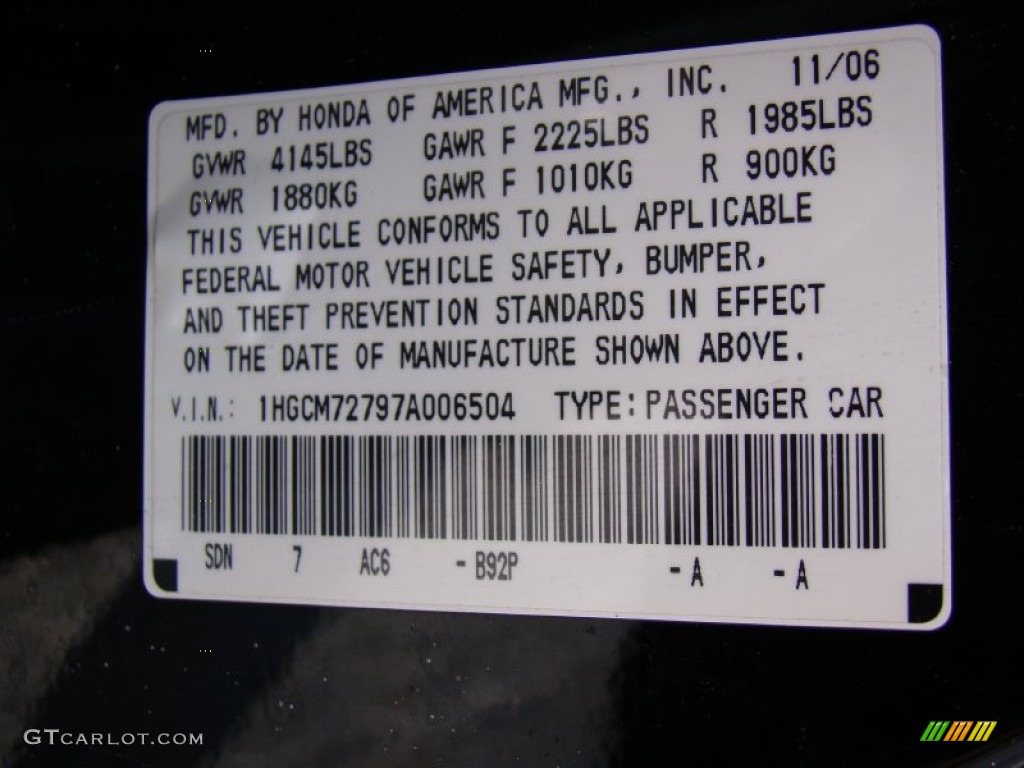 MFD. BY HONDA OF AMERICA MFG., INC. 11/06
GVWR 4145LBS GAWR F 2225LBS R 1985LBS
GVWR 1880KG GAWR F 1010KG R 900KG
THIS VEHICLE CONFORMS TO ALL APPLICABLE
FEDERAL MOTOR VEHICLE SAFETY, BUMPER,
AND THEFT PREVENTION STANDARDS IN EFFECT
ON THE DATE OF MANUFACTURE SHOWN ABOVE.
V.I.N.: 1HGCM72797A006504 TYPE: PASSENGER CAR
SDN 7 AC6 - B92P - A - A
GTCARLOT.COM